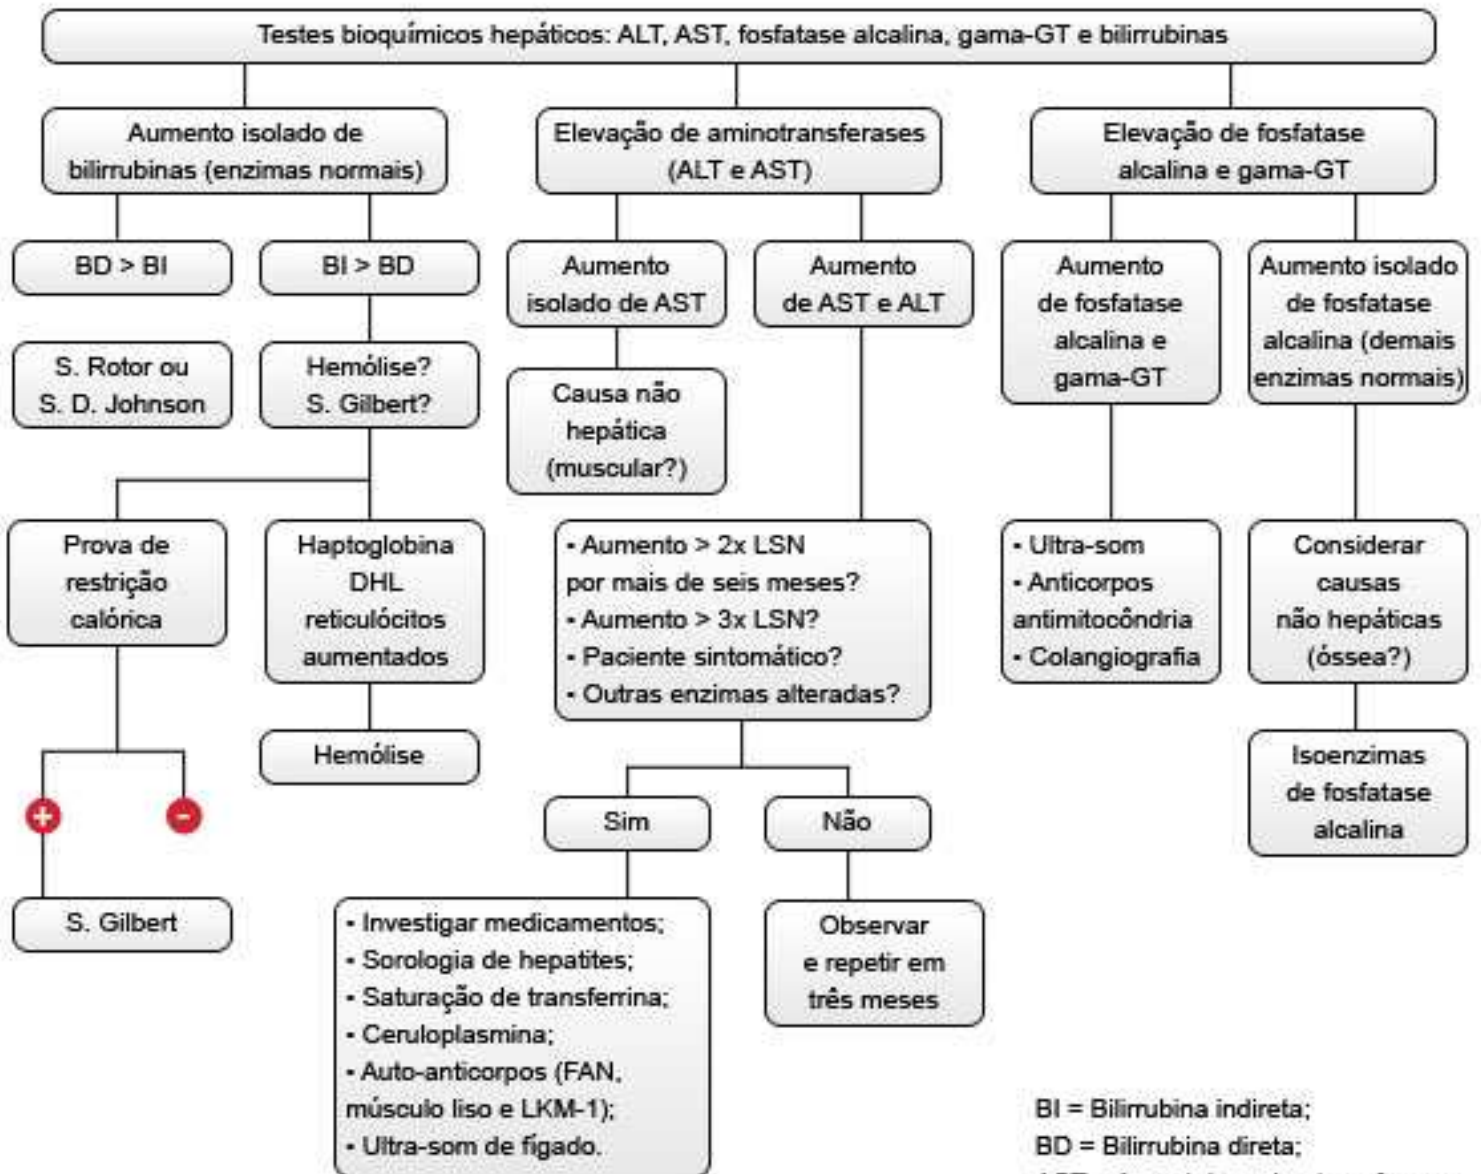 Testes bioquímicos hepáticos: ALT, AST, fosfatase alcalina, gama-GT e bilirrubinas
Aumento isolado de
bilirrubinas (enzimas normais)
Elevação de aminotransferases
(ALT e AST)
Elevação de fosfatase
alcalina e gama-GT
BD > BI
BI > BD
Aumento
isolado de AST
Aumento
de AST e ALT
Aumento
de fosfatase
alcalina e
gama-GT
Aumento isolado
de fosfatase
alcalina (demais
enzimas normais)
S. Rotor ou
S. D. Johnson
Hemólise?
S. Gilbert?
Causa não
hepática
(muscular?)
Prova de
restrição
calórica
Haptoglobina
DHL
reticulócitos
aumentados
- Aumento > 2x LSN
por mais de seis meses?
- Aumento > 3x LSN?
- Paciente sintomático?
- Outras enzimas alteradas?
- Ultra-som
- Anticorpos
antimitocôndria
- Colangiografia
Considerar
causas
não hepáticas
(óssea?)
Hemólise
Isoenzimas
de fosfatase
alcalina
+
-
Sim
Não
S. Gilbert
- Investigar medicamentos;
- Sorologia de hepatites;
- Saturação de transferrina;
- Ceruloplasmina;
- Auto-anticorpos (FAN,
músculo liso e LKM-1);
- Ultra-som de fígado.
Observar
e repetir em
três meses
BI = Bilirrubina indireta;
BD = Bilirrubina direta;